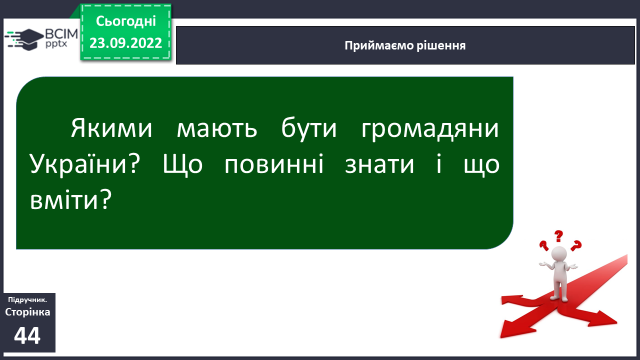 Сьогодні
23.09.2022
BCIM
pptx
Приймаємо рішення
Якими мають бути громадяни
України? Що повинні знати і що
вміти?
Підручник.
Сторінка
44
???